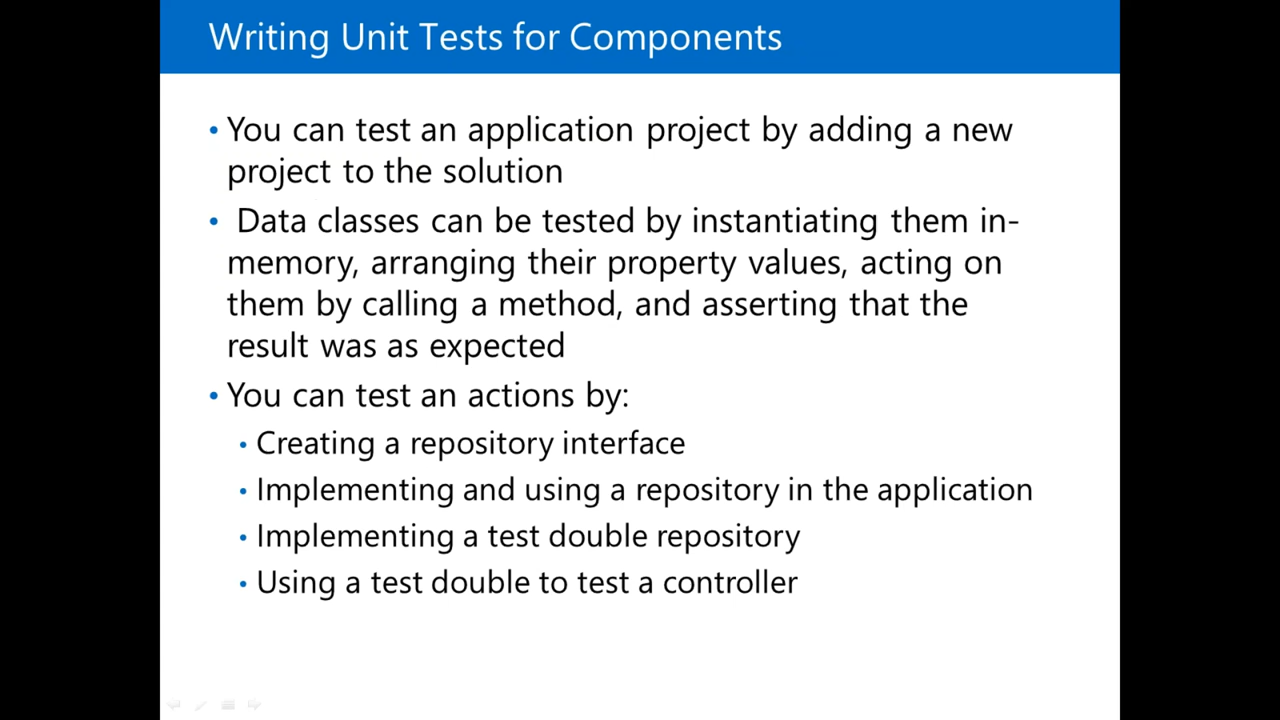 Writing Unit Tests for Components
• You can test an application project by adding a new
project to the solution
• Data classes can be tested by instantiating them in-
memory, arranging their property values, acting on
them by calling a method, and asserting that the
result was as expected
• You can test an actions by:
• Creating a repository interface
• Implementing and using a repository in the application
• Implementing a test double repository
• Using a test double to test a controller